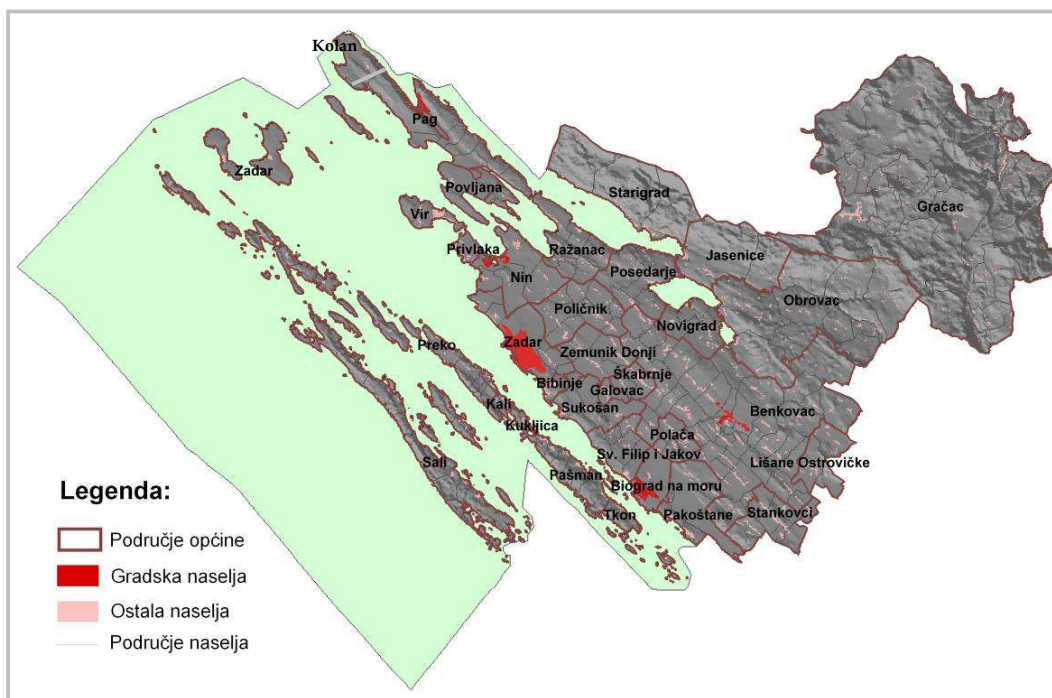 Kolan
Pag
Zadar
Povljana
Starigrad
Vir
Gračac
Privlaka
Ražanac
Jasenice
Nin
Posedarje
Obrovac
Poličnik
Novigrad
Zadar
Preko
Zemunik Donji
Škabrnje
Bibinje
Galovac
Kali
Sukošan
Benkovac
Kukljica
Polača
Sv. Filip i Jakov
Lišane Ostrovičke
Sali
Pašman
Biograd na moru
Tkon
Pakoštane
Stankovci
Legenda:
Područje općine
Gradska naselja
Ostala naselja
Područje naselja